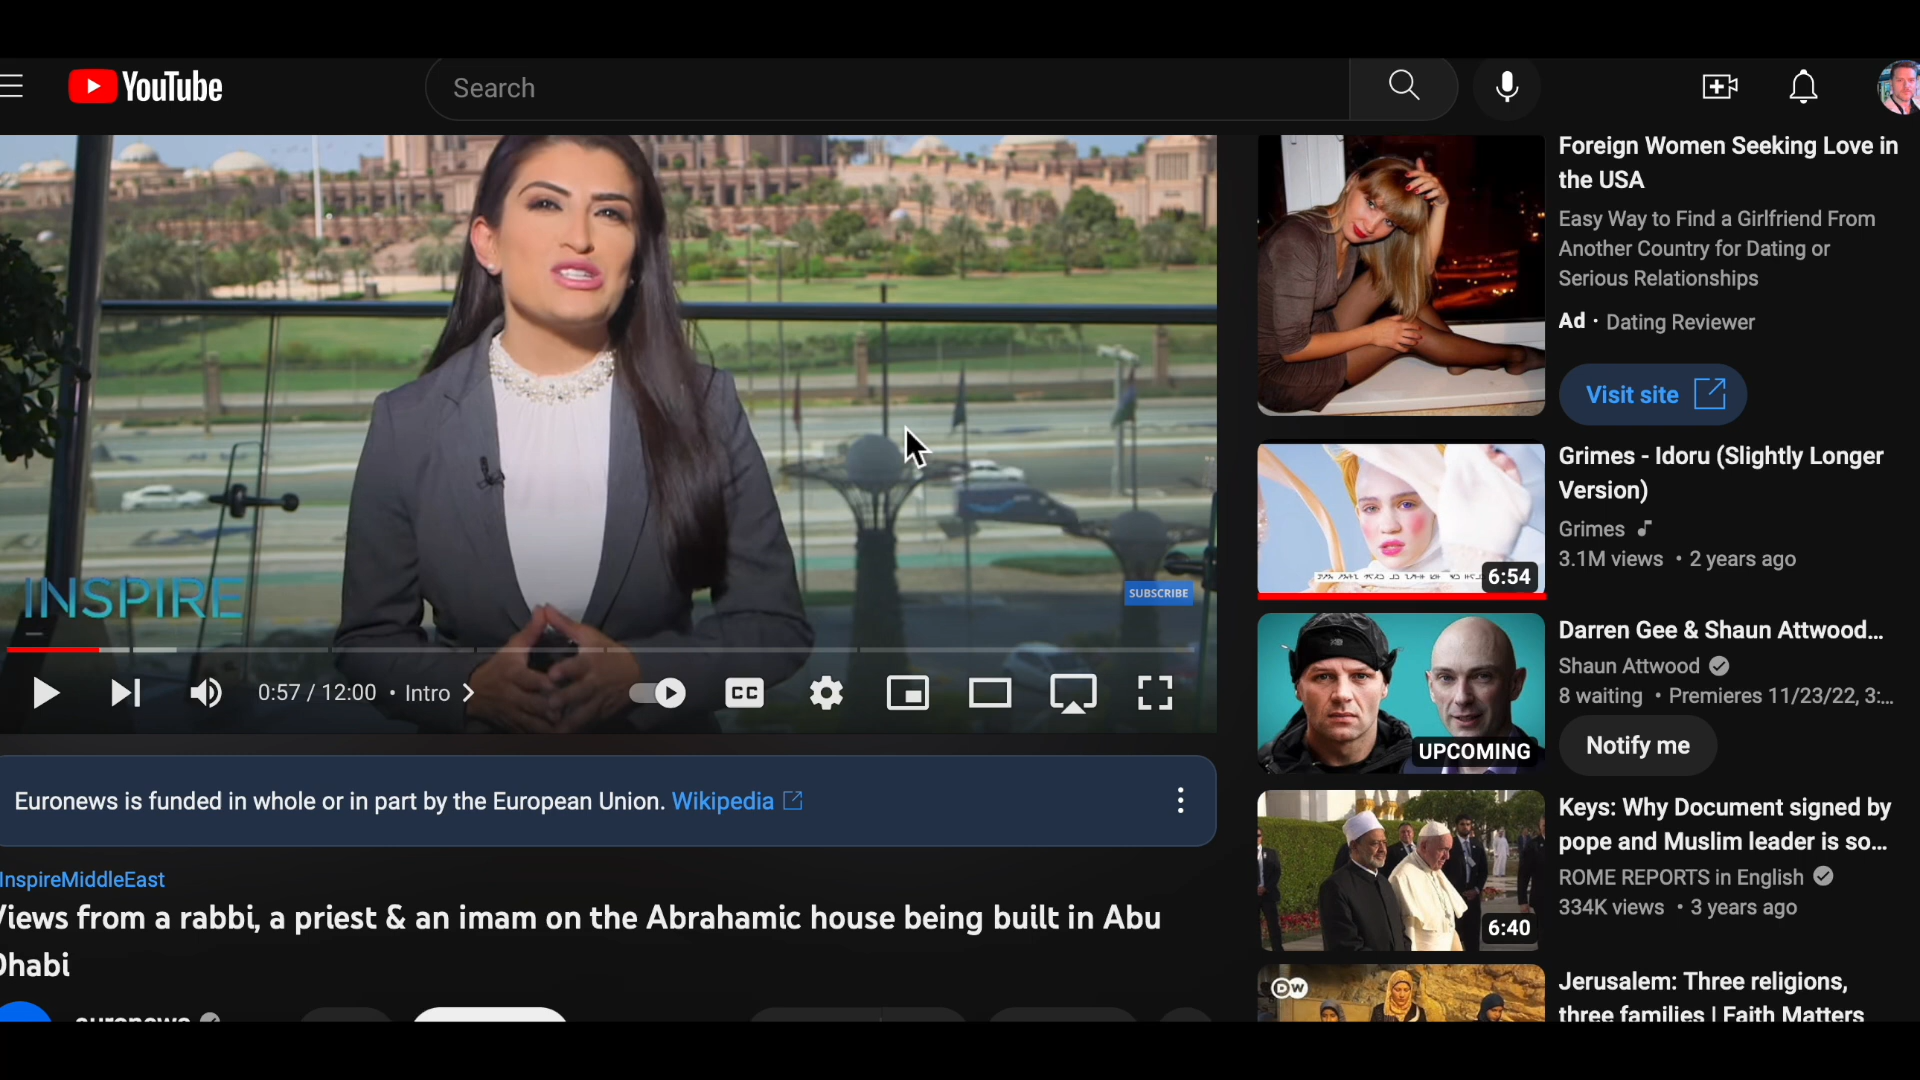 YouTube
Search
INSPIRE
SUBSCRIBE
0:57 / 12:00 • Intro
CC
Euronews is funded in whole or in part by the European Union. Wikipedia
InspireMiddleEast
Views from a rabbi, a priest & an imam on the Abrahamic house being built in Abu
Dhabi
euronews
Foreign Women Seeking Love in
the USA
Easy Way to Find a Girlfriend From
Another Country for Dating or
Serious Relationships
Ad · Dating Reviewer
Visit site
6:54
Grimes - Idoru (Slightly Longer
Version)
Grimes
3.1M views • 2 years ago
UPCOMING
Darren Gee & Shaun Attwood...
Shaun Attwood
8 waiting • Premieres 11/23/22, 3:...
Notify me
6:40
Keys: Why Document signed by
pope and Muslim leader is so...
ROME REPORTS in English
334K views • 3 years ago
DW
Jerusalem: Three religions,
three families | Faith Matters